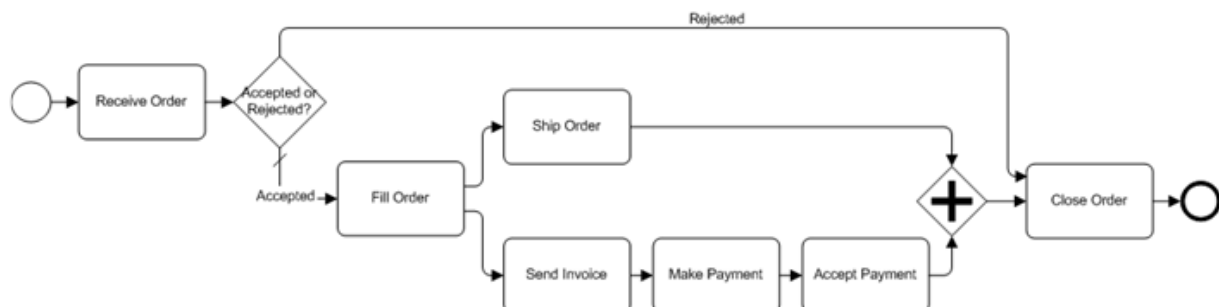 Rejected
Receive Order
Accepted or
Rejected?
Ship Order
Accepted
Fill Order
Close Order
Send Invoice
Make Payment
Accept Payment